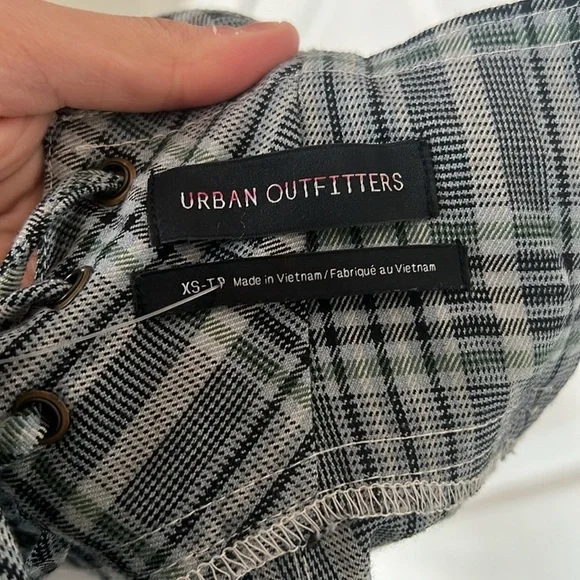 URBAN OUTFITTERS
XS-TP Made in Vietnam/Fabriqué au Vietnam